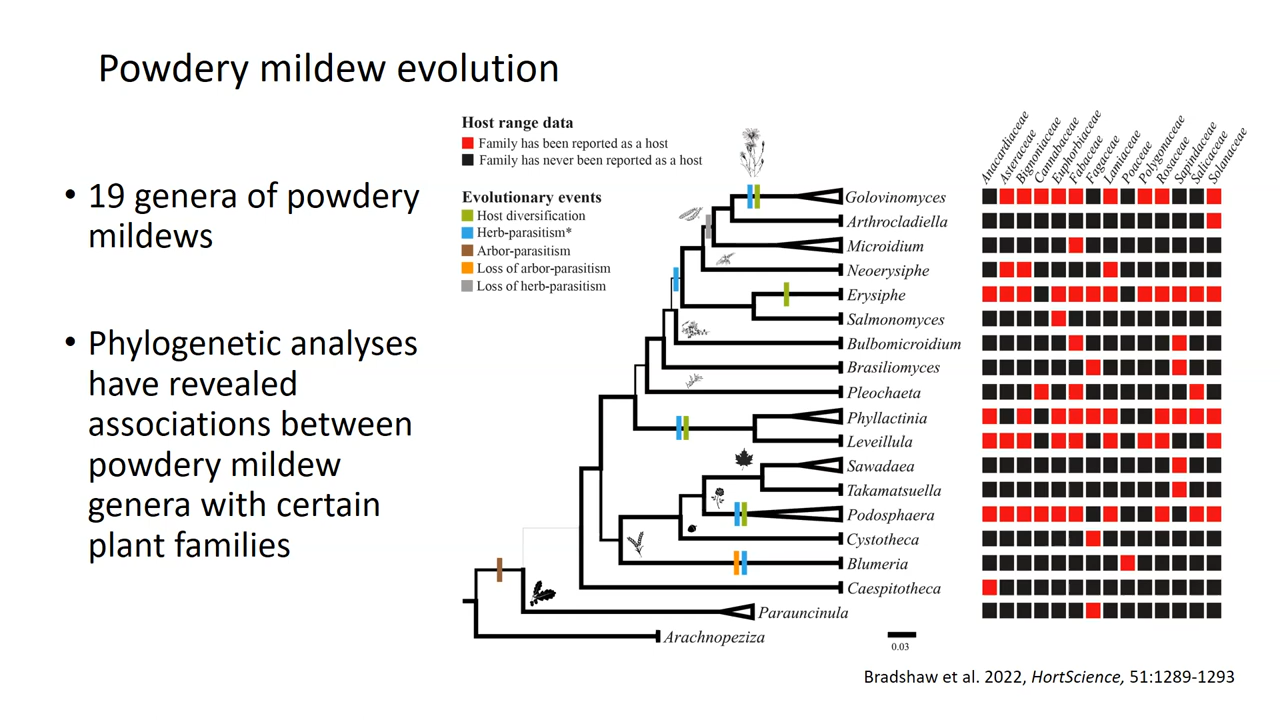 Powdery mildew evolution
• 19 genera of powdery
mildews
• Phylogenetic analyses
have revealed
associations between
powdery mildew
genera with certain
plant families
Host range data
Family has been reported as a host
Family has never been reported as a host
Evolutionary events
Host diversification
Herb-parasitism*
Arbor-parasitism
Loss of arbor-parasitism
Loss of herb-parasitism
Anacardiaceae
Asteraceae
Bignoniaceae
Cannabaceae
Euphorbiaceae
Fabaceae
Fagaceae
Lamiaceae
Poaceae
Polygonaceae
Rosaceae
Sapindaceae
Salicaceae
Solanaceae
Golovinomyces
Arthrocladiella
Microidium
Neoerysiphe
Erysiphe
Salmonomyces
Bulbomicroidium
Brasiliomyces
Pleochaeta
Phyllactinia
Leveillula
Sawadaea
Takamatsuella
Podosphaera
Cystotheca
Blumeria
Caespitotheca
Parauncinula
Arachnopeziza
0.03
Bradshaw et al. 2022, HortScience, 51:1289-1293